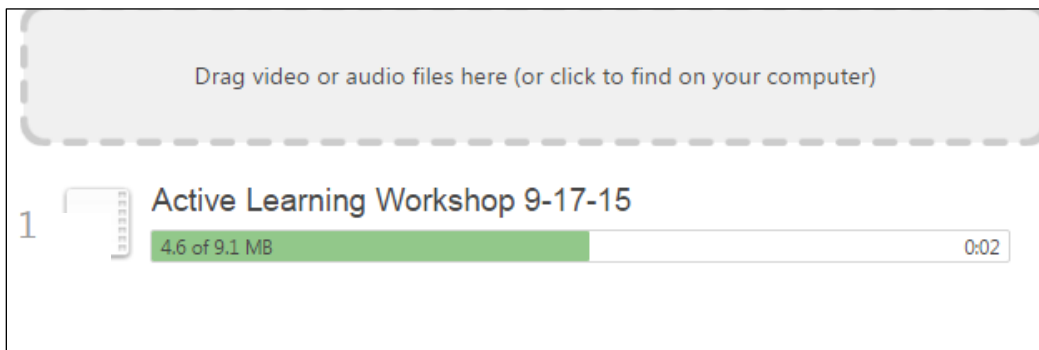 Drag video or audio files here (or click to find on your computer)
1
Active Learning Workshop 9-17-15
4.6 of 9.1 MB 0:02